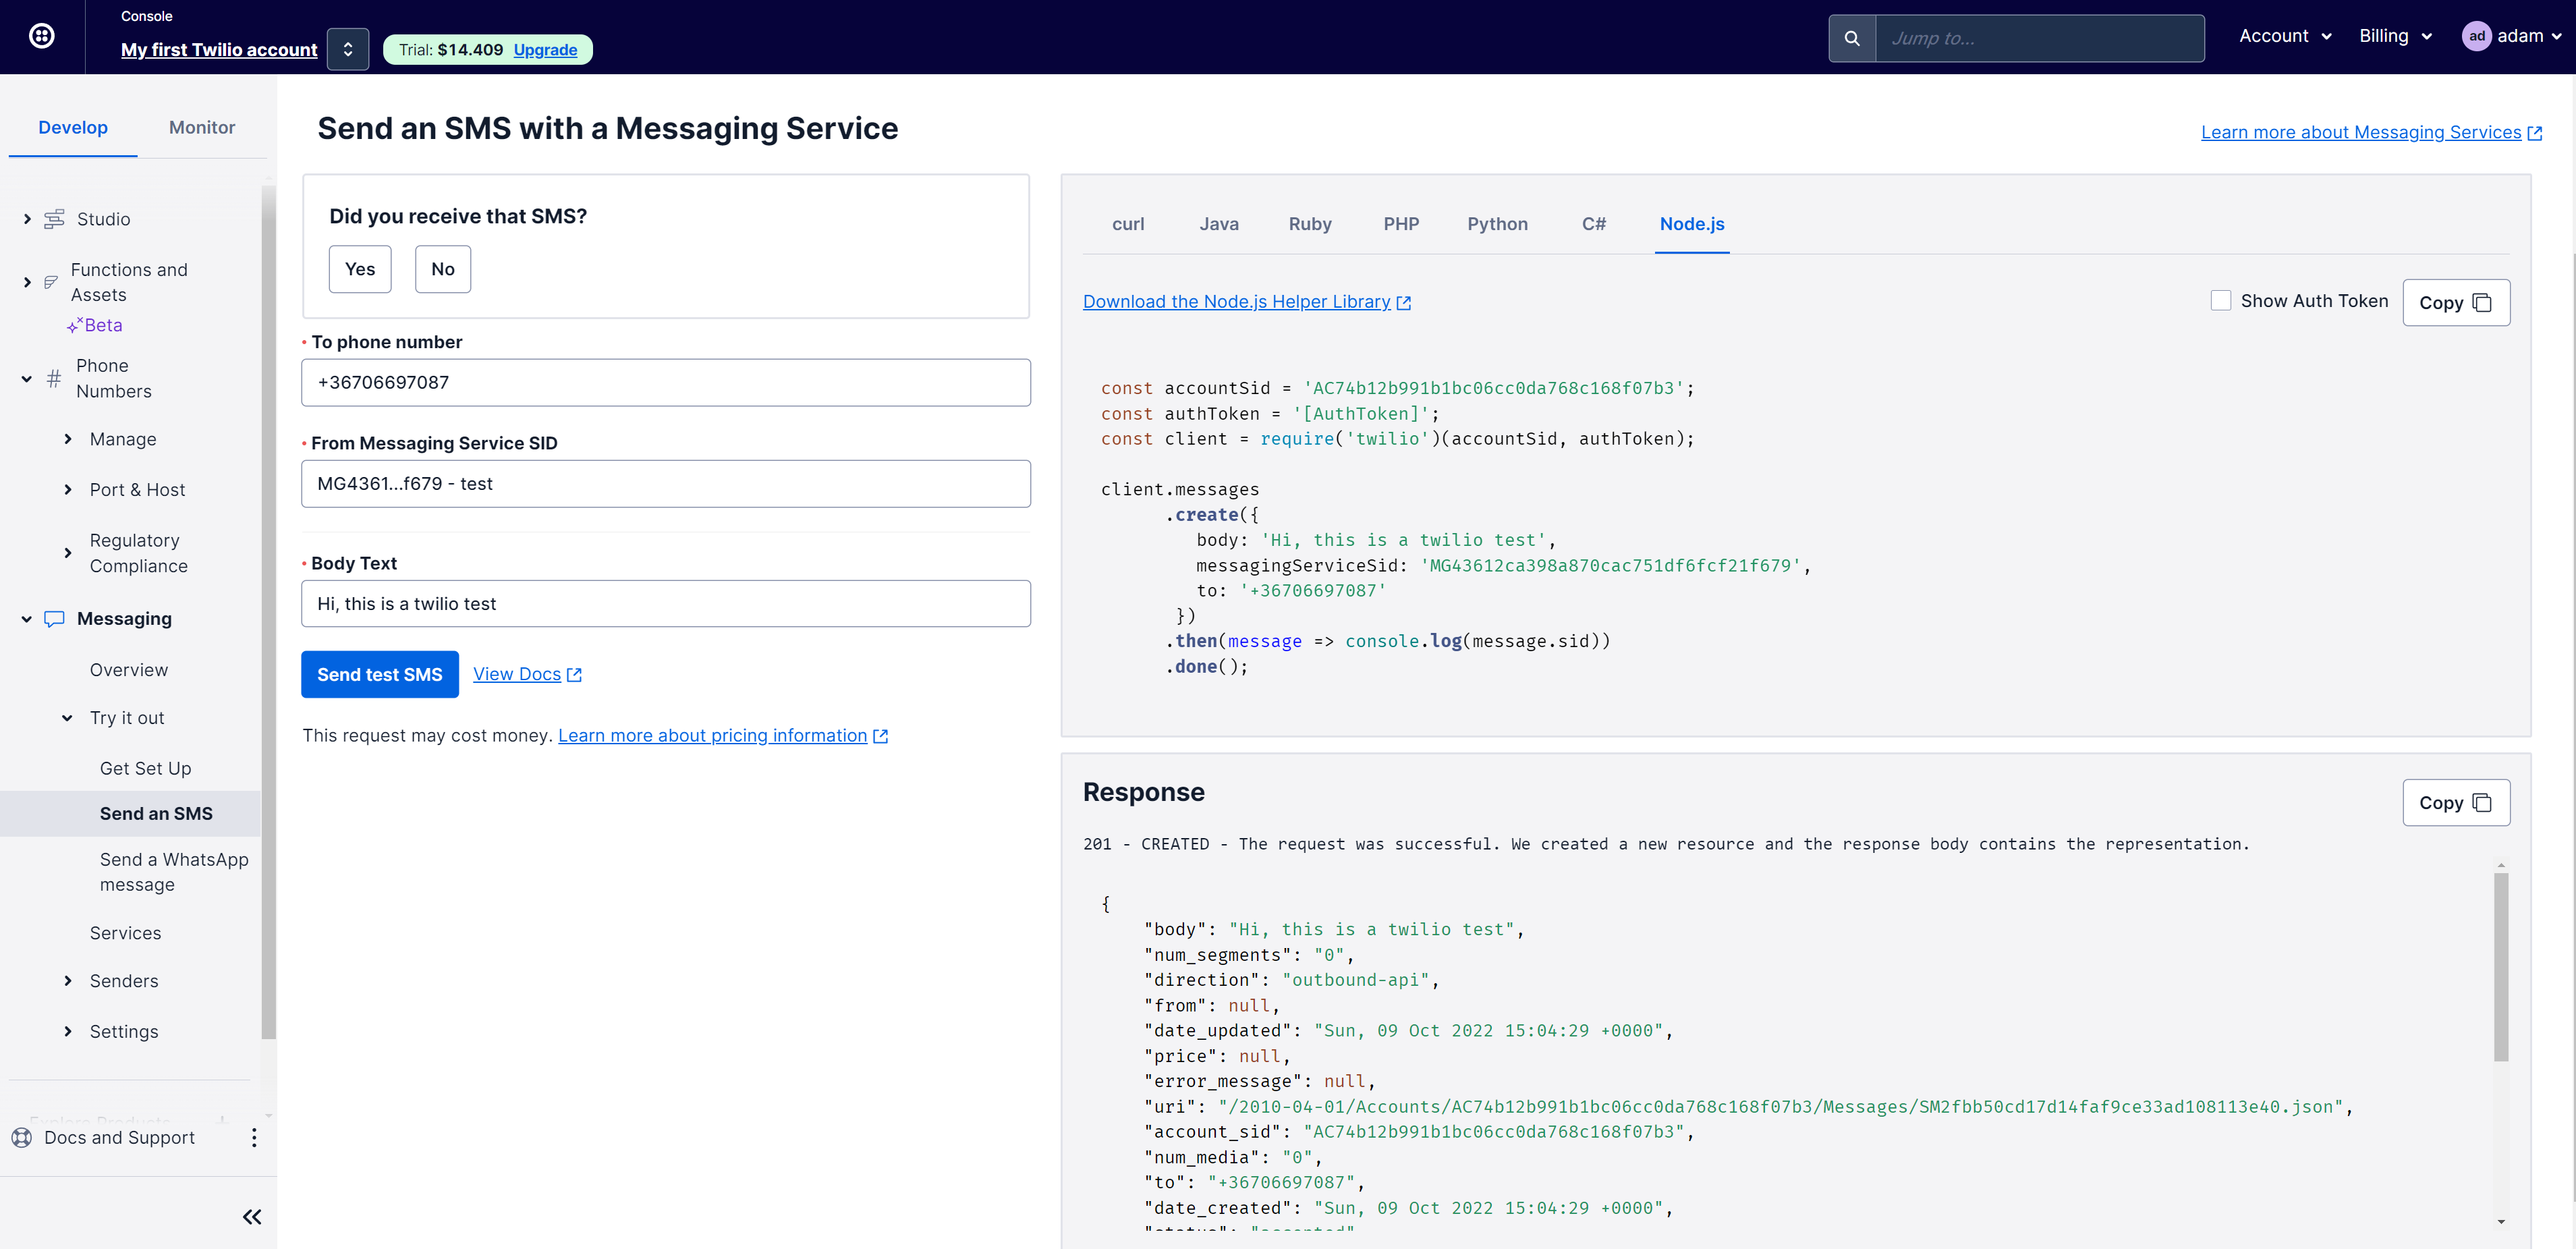 Console
My first Twilio account
Trial: $14.409 Upgrade
Jump to...
Account
Billing
ad adam
Develop
Monitor
Studio
Functions and
Assets
Beta
Phone
Numbers
Manage
Port & Host
Regulatory
Compliance
Messaging
Overview
Try it out
Get Set Up
Send an SMS
Send a WhatsApp
message
Services
Senders
Settings
Explore Products +
Docs and Support
Send an SMS with a Messaging Service
Learn more about Messaging Services
Did you receive that SMS?
Yes
No
To phone number
+36706697087
From Messaging Service SID
MG4361...f679 - test
Body Text
Hi, this is a twilio test
Send test SMS
View Docs
This request may cost money. Learn more about pricing information
curl
Java
Ruby
PHP
Python
C#
Node.js
Download the Node.js Helper Library
Show Auth Token
Copy
const accountSid = 'AC74b12b991b1bc06cc0da768c168f07b3';
const authToken = '[AuthToken]';
const client = require('twilio')(accountSid, authToken);
client.messages
.create({
body: 'Hi, this is a twilio test',
messagingServiceSid: 'MG43612ca398a870cac751df6fcf21f679',
to: '+36706697087'
})
.then(message => console.log(message.sid))
.done();
Response
Copy
201 - CREATED - The request was successful. We created a new resource and the response body contains the representation.
{
"body": "Hi, this is a twilio test",
"num_segments": "0",
"direction": "outbound-api",
"from": null,
"date_updated": "Sun, 09 Oct 2022 15:04:29 +0000",
"price": null,
"error_message": null,
"uri": "/2010-04-01/Accounts/AC74b12b991b1bc06cc0da768c168f07b3/Messages/SM2fbb50cd17d14faf9ce33ad108113e40.json",
"account_sid": "AC74b12b991b1bc06cc0da768c168f07b3",
"num_media": "0",
"to": "+36706697087",
"date_created": "Sun, 09 Oct 2022 15:04:29 +0000",
"status": "accepted"